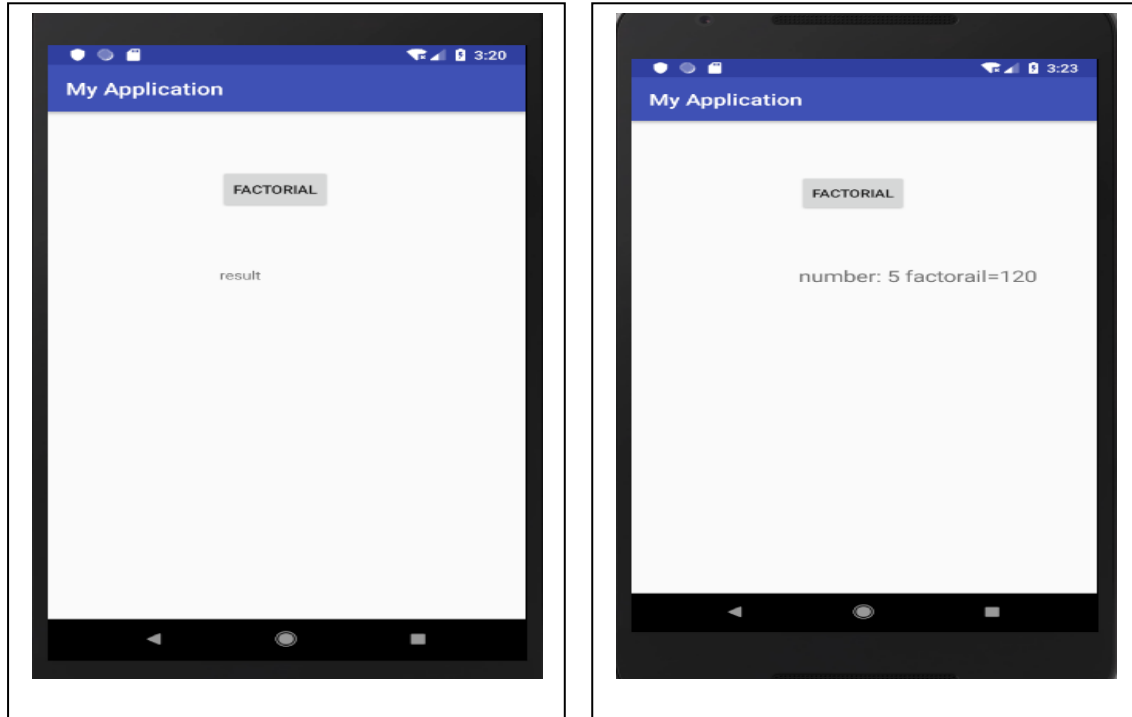 3:20
My Application
FACTORIAL
result
3:23
My Application
FACTORIAL
number: 5 factorail=120